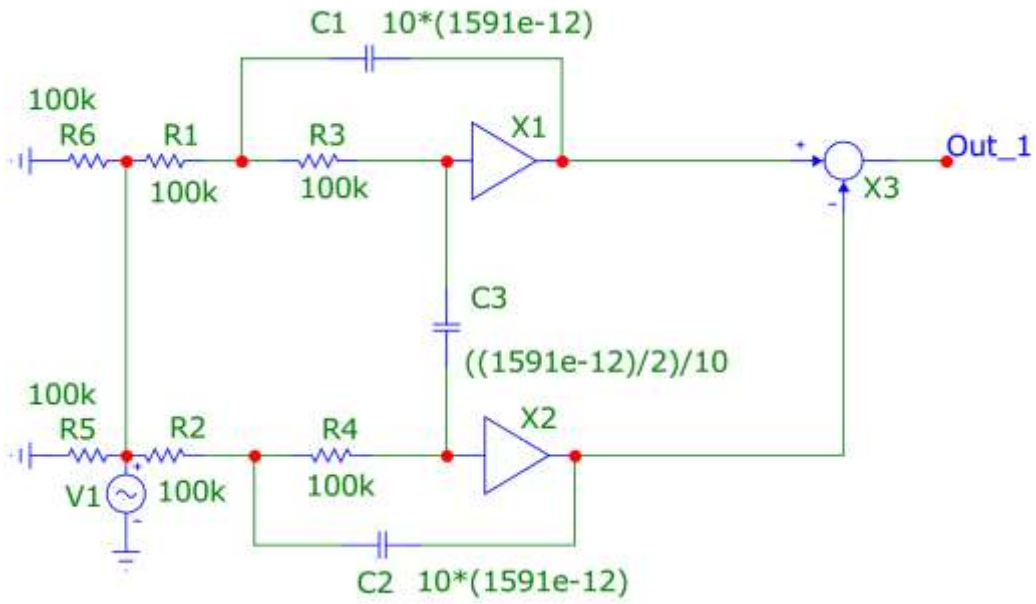 C1 10*(1591e-12)
100k
R6 R1 R3 X1
100k 100k
+ Out_1
- X3
C3
((1591e-12)/2)/10
100k
R5 R2 R4 X2
+
V1 100k 100k
-
C2 10*(1591e-12)